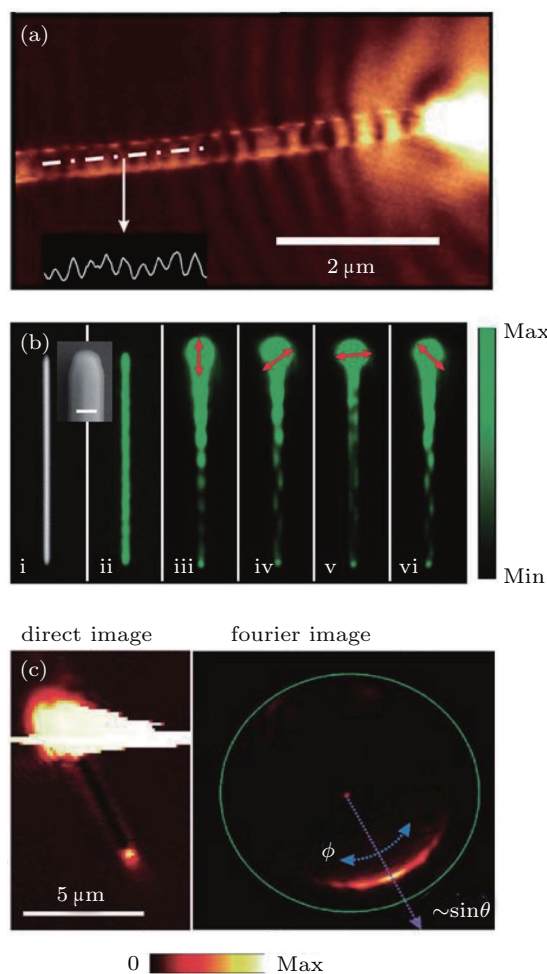 (a)
2 μm
(b)
Max
i
ii
iii
iv
v
vi
Min
direct image
fourier image
(c)
ϕ
5 μm
~sinθ
0
Max